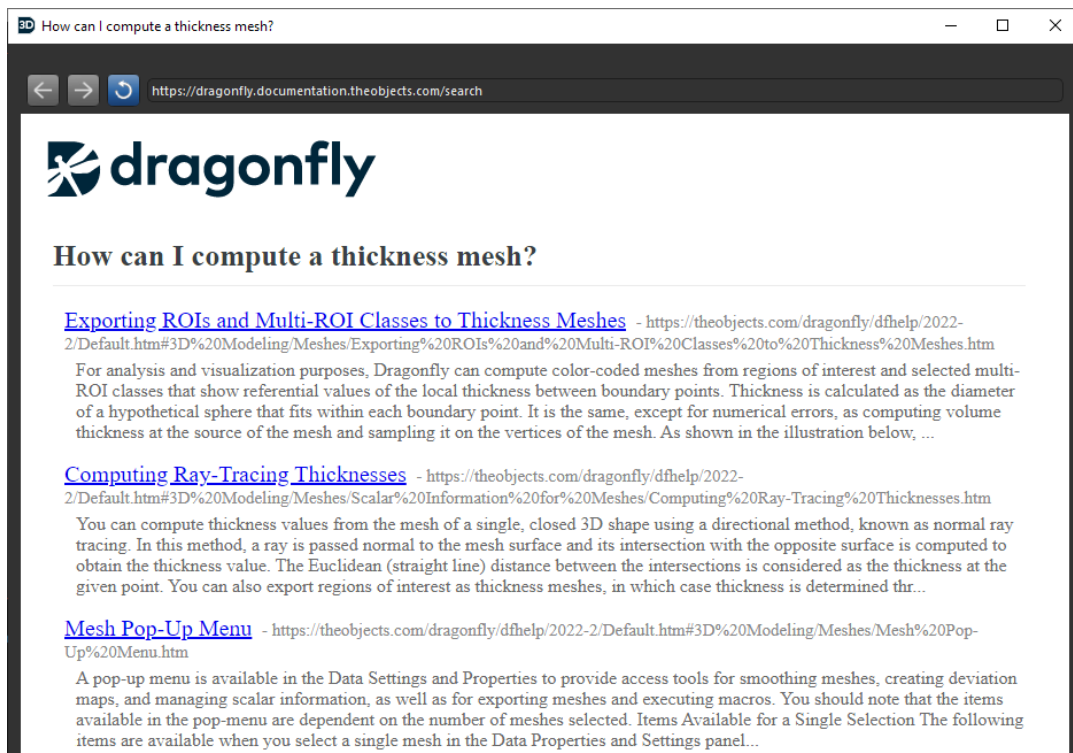 3D How can I compute a thickness mesh?
https://dragonfly.documentation.theobjects.com/search
dragonfly
How can I compute a thickness mesh?
Exporting ROIs and Multi-ROI Classes to Thickness Meshes - https://theobjects.com/dragonfly/dfhelp/2022-
2/Default.htm#3D%20Modeling/Meshes/Exporting%20ROIs%20and%20Multi-ROI%20Classes%20to%20Thickness%20Meshes.htm
For analysis and visualization purposes, Dragonfly can compute color-coded meshes from regions of interest and selected multi-
ROI classes that show referential values of the local thickness between boundary points. Thickness is calculated as the diameter
of a hypothetical sphere that fits within each boundary point. It is the same, except for numerical errors, as computing volume
thickness at the source of the mesh and sampling it on the vertices of the mesh. As shown in the illustration below, ...
Computing Ray-Tracing Thicknesses - https://theobjects.com/dragonfly/dfhelp/2022-
2/Default.htm#3D%20Modeling/Meshes/Scalar%20Information%20for%20Meshes/Computing%20Ray-Tracing%20Thicknesses.htm
You can compute thickness values from the mesh of a single, closed 3D shape using a directional method, known as normal ray
tracing. In this method, a ray is passed normal to the mesh surface and its intersection with the opposite surface is computed to
obtain the thickness value. The Euclidean (straight line) distance between the intersections is considered as the thickness at the
given point. You can also export regions of interest as thickness meshes, in which case thickness is determined thr...
Mesh Pop-Up Menu - https://theobjects.com/dragonfly/dfhelp/2022-2/Default.htm#3D%20Modeling/Meshes/Mesh%20Pop-
Up%20Menu.htm
A pop-up menu is available in the Data Settings and Properties to provide access tools for smoothing meshes, creating deviation
maps, and managing scalar information, as well as for exporting meshes and executing macros. You should note that the items
available in the pop-menu are dependent on the number of meshes selected. Items Available for a Single Selection The following
items are available when you select a single mesh in the Data Properties and Settings panel...